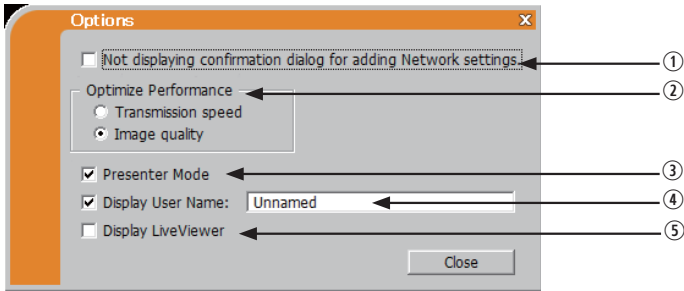 Options
Not displaying confirmation dialog for adding Network settings. ①
Optimize Performance ②
Transmission speed
Image quality
Presenter Mode ③
Display User Name: Unnamed ④
Display LiveViewer ⑤
Close